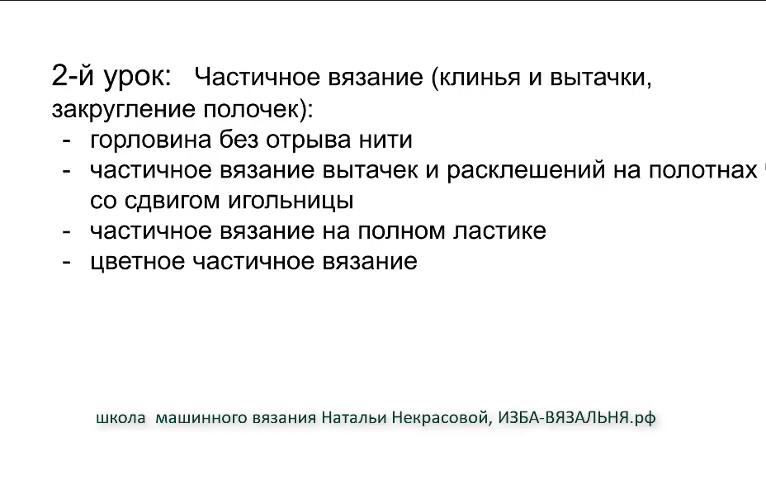 2-й урок: Частичное вязание (клинья и вытачки,
закругление полочек):
- горловина без отрыва нити
- частичное вязание вытачек и расклешений на полотнах
со сдвигом игольницы
- частичное вязание на полном ластике
- цветное частичное вязание
школа машинного вязания Натальи Некрасовой, ИЗБА-ВЯЗАЛЬНЯ.рф